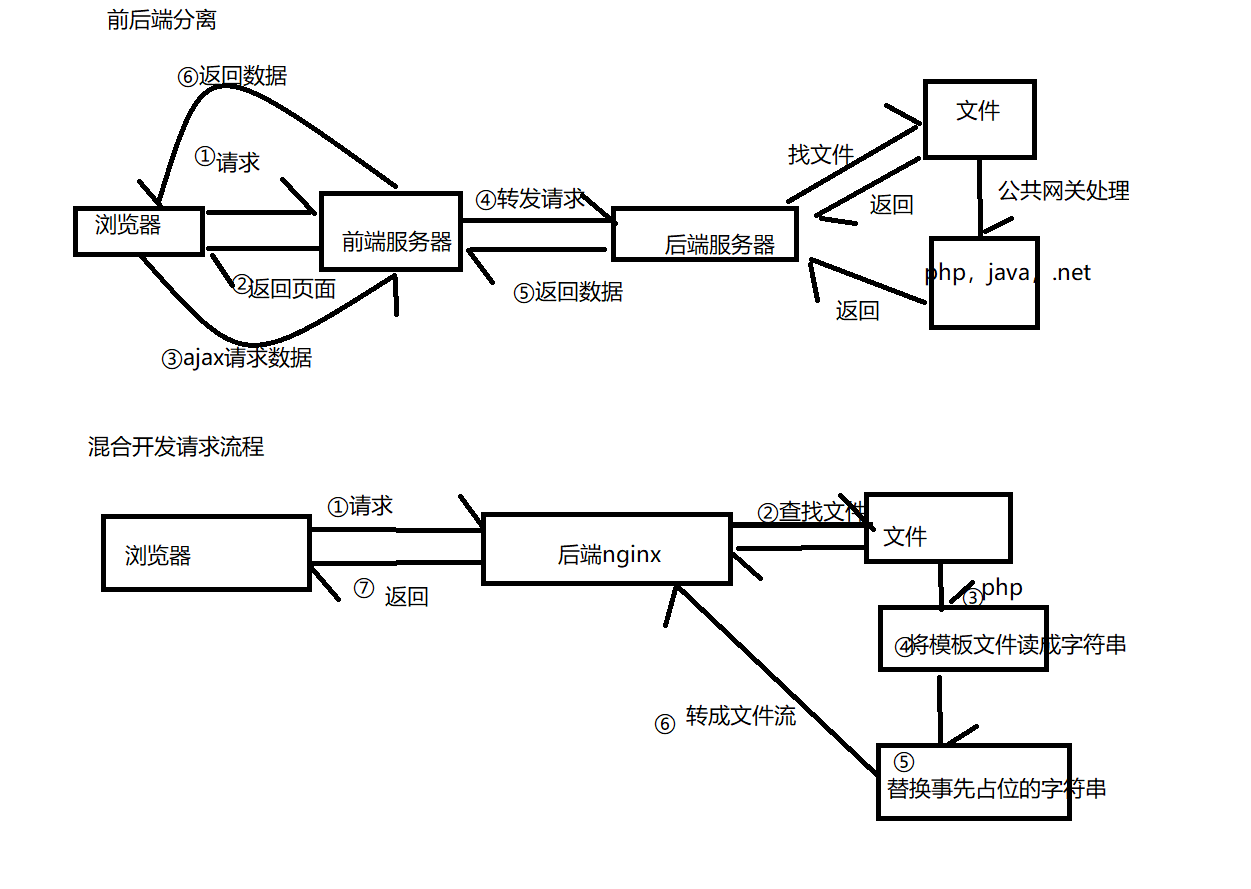 前后端分离
⑥返回数据
①请求
浏览器
前端服务器
②返回页面
③ajax请求数据
④转发请求
⑤返回数据
后端服务器
找文件
返回
文件
公共网关处理
php，java，.net
返回
混合开发请求流程
浏览器
①请求
⑦ 返回
后端nginx
②查找文件
文件
③php
④将模板文件读成字符串
⑤
替换事先占位的字符串
⑥ 转成文件流